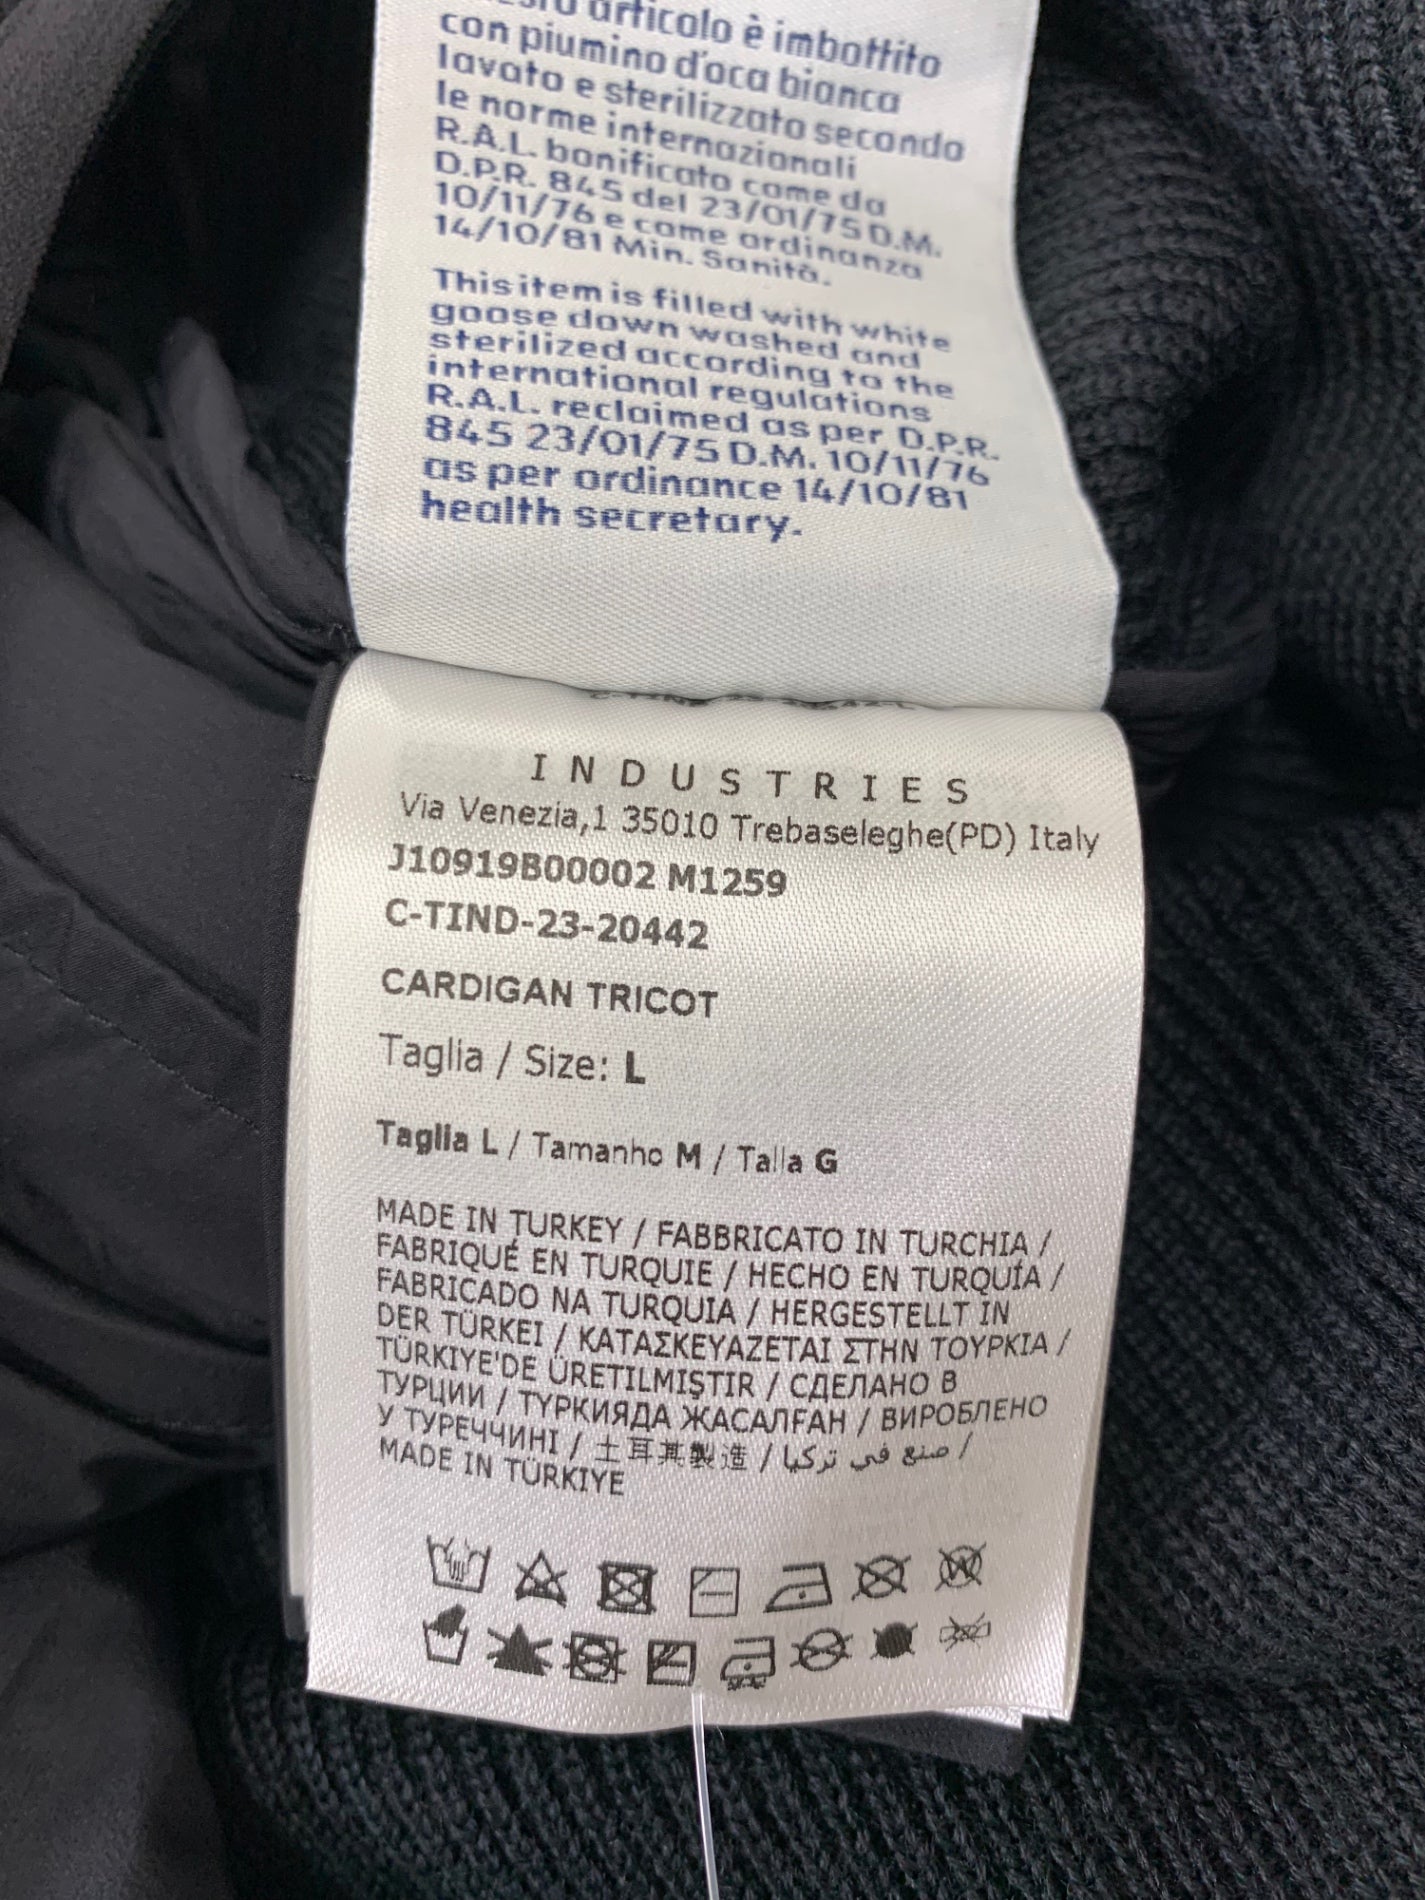 articolo è imbottito
con piumino d'oca bianca
lavato e sterilizzato secondo
le norme internazionali
R.A.L. bonificato come da
D.P.R. 845 del 23/01/75 D.M.
10/11/76 e come ordinanza
14/10/81 Min. Sanità.
This item is filled with white
goose down washed and
sterilized according to the
international regulations
R.A.L. reclaimed as per D.P.R.
845 23/01/75 D.M. 10/11/76
as per ordinance 14/10/81
health secretary.
INDUSTRIES
Via Venezia,1 35010 Trebaseleghe(PD) Italy
J10919B00002 M1259
C-TIND-23-20442
CARDIGAN TRICOT
Taglia / Size: L
Taglia L / Tamanho M / Talla G
MADE IN TURKEY / FABBRICATO IN TURCHIA /
FABRIQUÉ EN TURQUIE / HECHO EN TURQUÍA /
FABRICADO NA TURQUIA / HERGESTELLT IN
DER TÜRKEI / ΚΑΤΑΣΚΕΥΑΖΕΤΑΙ ΣΤΗΝ ΤΟΥΡΚΙΑ /
TÜRKIYE'DE ÜRETILMIŞTIR / СДЕЛАНО В
ТУРЦИИ / ТҮРКИЯДА ЖАСАЛҒАН / ВИРОБЛЕНО
У ТУРЕЧЧИНІ / 土耳其製造 / صنع في تركيا /
MADE IN TÜRKIYE